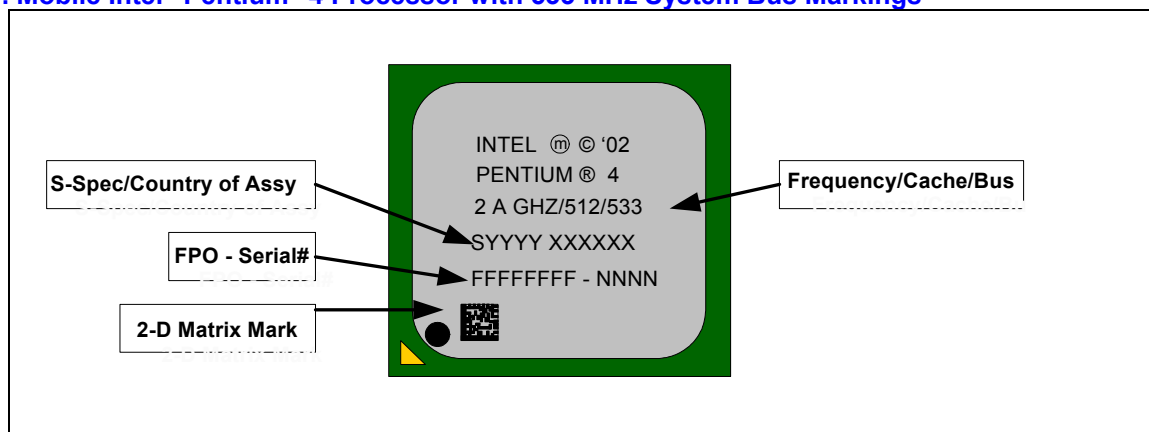 Mobile Intel Pentium 4 Processor with 533 MHz System Bus Markings
INTEL ⓜ © '02
PENTIUM ® 4
2 A GHZ/512/533
SYYYY XXXXXX
FFFFFFFF - NNNN
S-Spec/Country of Assy
FPO - Serial#
2-D Matrix Mark
Frequency/Cache/Bus